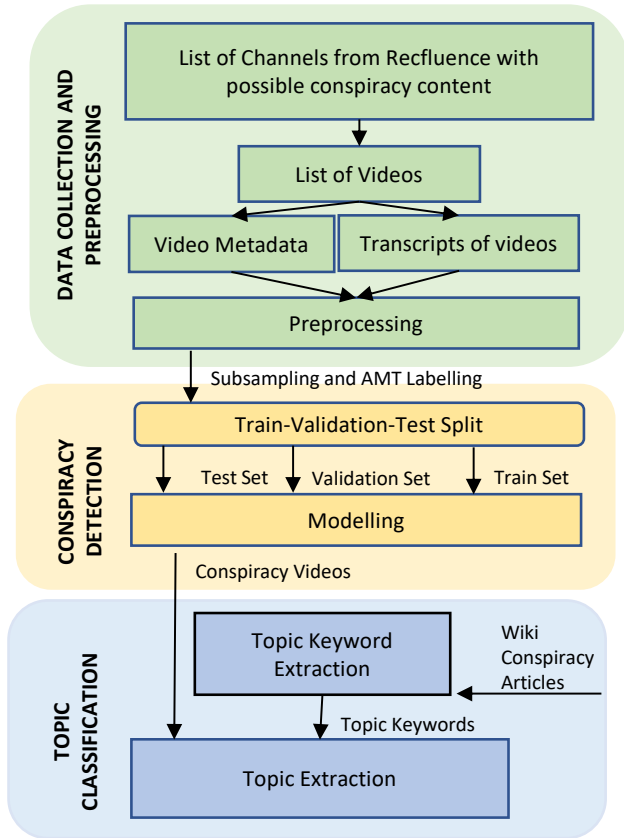 DATA COLLECTION AND
PREPROCESSING
List of Channels from Recfluence with
possible conspiracy content
List of Videos
Video Metadata
Transcripts of videos
Preprocessing
Subsampling and AMT Labelling
CONSPIRACY
DETECTION
Train-Validation-Test Split
Test Set
Validation Set
Train Set
Modelling
Conspiracy Videos
TOPIC
CLASSIFICATION
Topic Keyword
Extraction
Wiki
Conspiracy
Articles
Topic Keywords
Topic Extraction